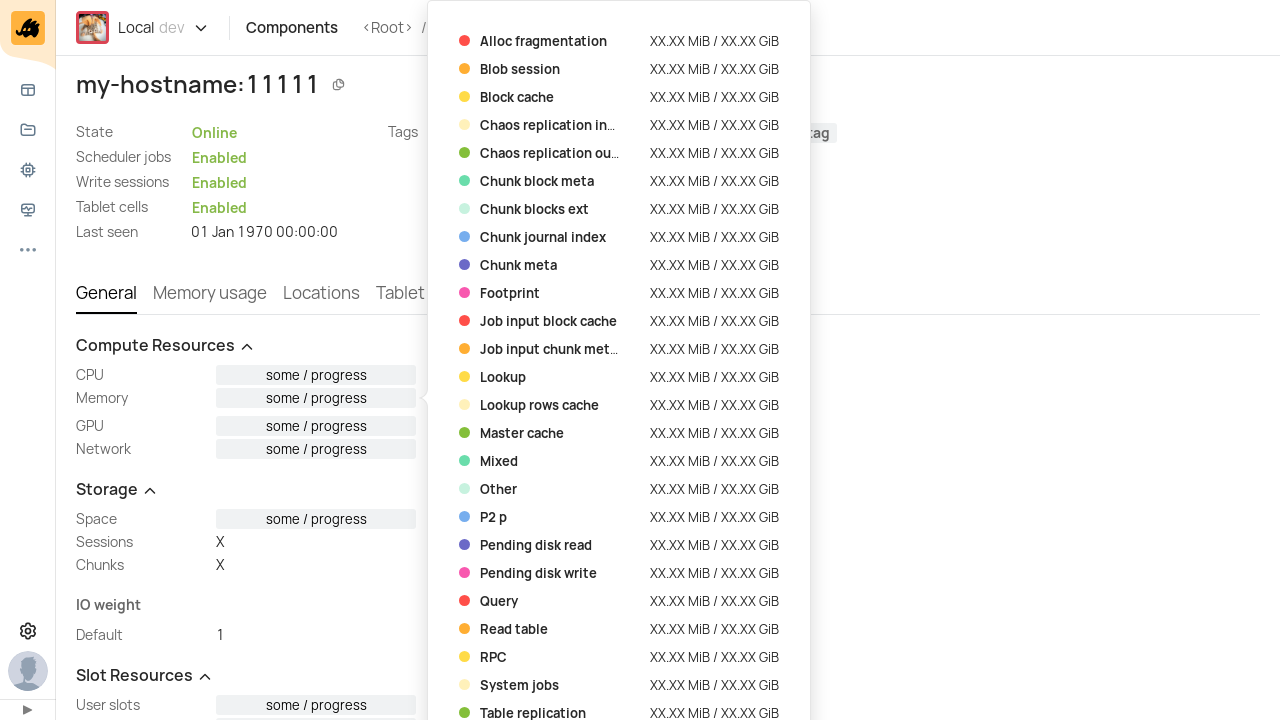 Local dev
Components
<Root> /
my-hostname:11111
State Online
Tags
tag
Scheduler jobs Enabled
Write sessions Enabled
Tablet cells Enabled
Last seen 01 Jan 1970 00:00:00
General Memory usage Locations Tablet
Compute Resources
CPU some / progress
Memory some / progress
GPU some / progress
Network some / progress
Storage
Space some / progress
Sessions X
Chunks X
IO weight
Default 1
Slot Resources
User slots some / progress
Alloc fragmentation XX.XX MiB / XX.XX GiB
Blob session XX.XX MiB / XX.XX GiB
Block cache XX.XX MiB / XX.XX GiB
Chaos replication in… XX.XX MiB / XX.XX GiB
Chaos replication ou… XX.XX MiB / XX.XX GiB
Chunk block meta XX.XX MiB / XX.XX GiB
Chunk blocks ext XX.XX MiB / XX.XX GiB
Chunk journal index XX.XX MiB / XX.XX GiB
Chunk meta XX.XX MiB / XX.XX GiB
Footprint XX.XX MiB / XX.XX GiB
Job input block cache XX.XX MiB / XX.XX GiB
Job input chunk met… XX.XX MiB / XX.XX GiB
Lookup XX.XX MiB / XX.XX GiB
Lookup rows cache XX.XX MiB / XX.XX GiB
Master cache XX.XX MiB / XX.XX GiB
Mixed XX.XX MiB / XX.XX GiB
Other XX.XX MiB / XX.XX GiB
P2 p XX.XX MiB / XX.XX GiB
Pending disk read XX.XX MiB / XX.XX GiB
Pending disk write XX.XX MiB / XX.XX GiB
Query XX.XX MiB / XX.XX GiB
Read table XX.XX MiB / XX.XX GiB
RPC XX.XX MiB / XX.XX GiB
System jobs XX.XX MiB / XX.XX GiB
Table replication XX.XX MiB / XX.XX GiB